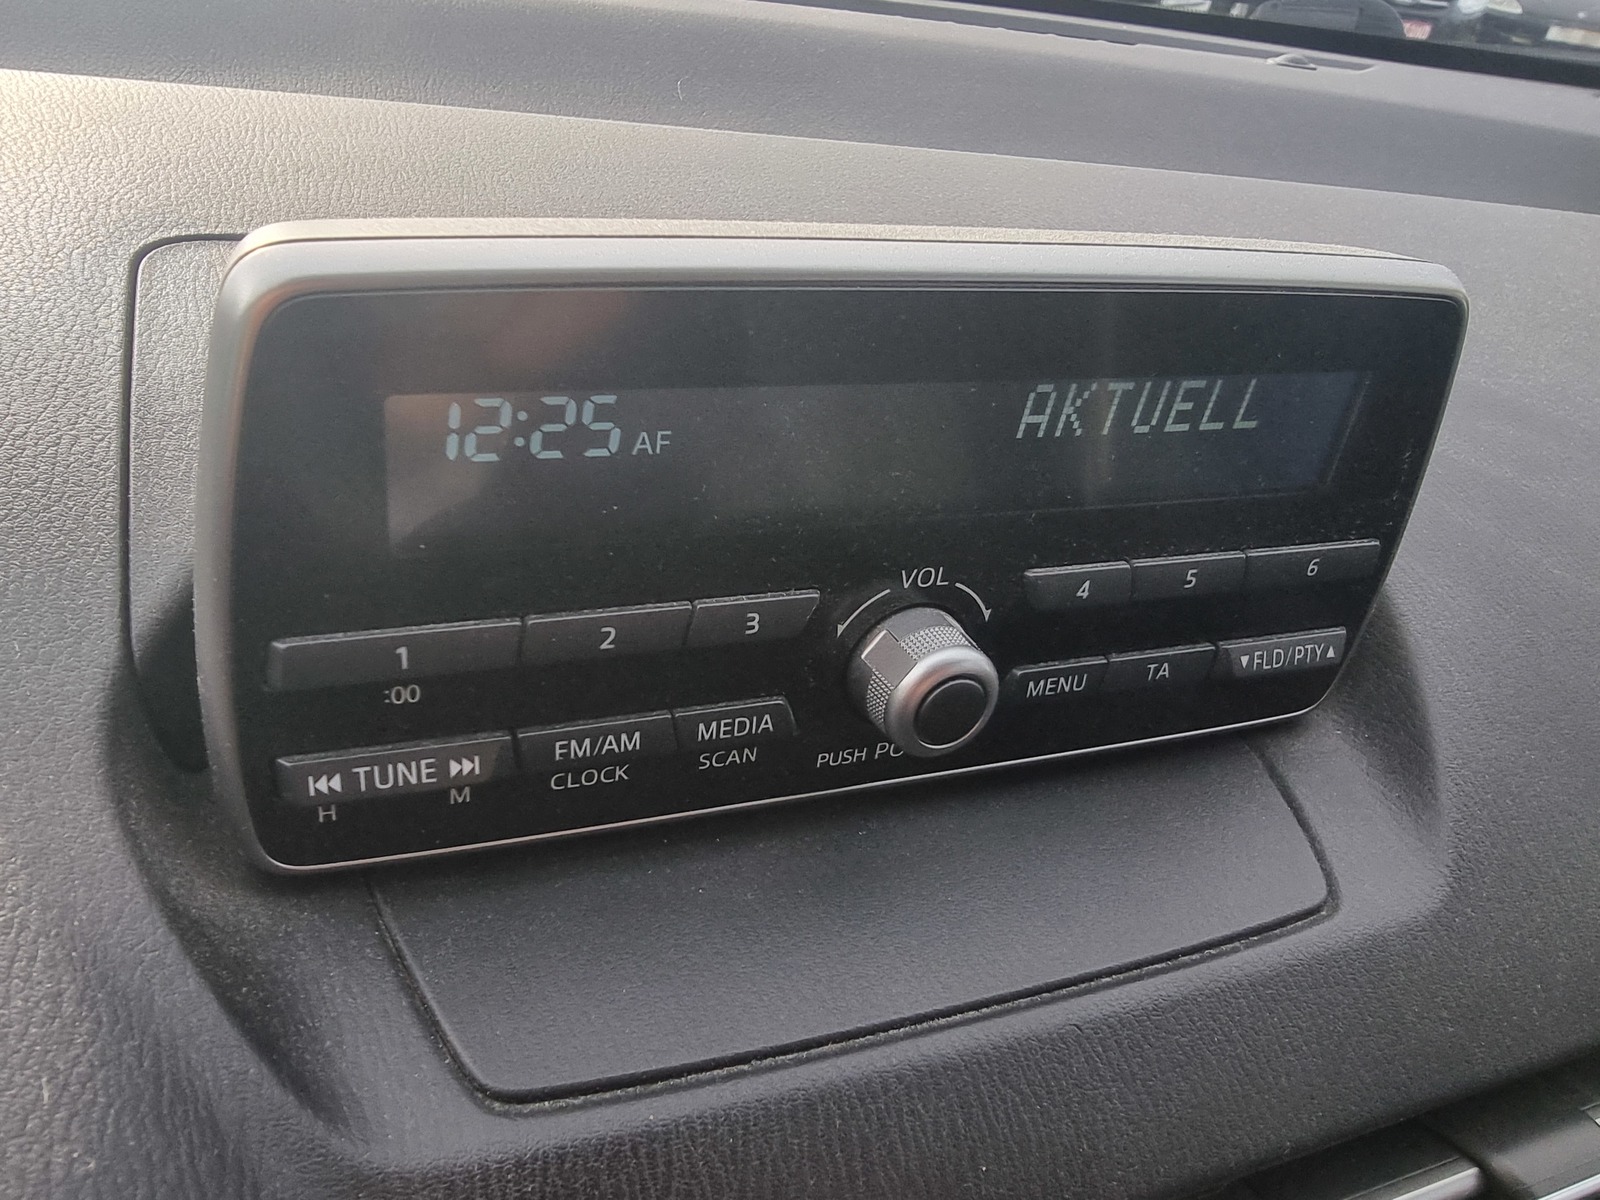 12:25 AF AKTUELL
VOL
1 2 3 4 5 6
:00
⏮ TUNE ⏭ FM/AM MEDIA MENU TA ▼FLD/PTY▲
H M CLOCK SCAN PUSH